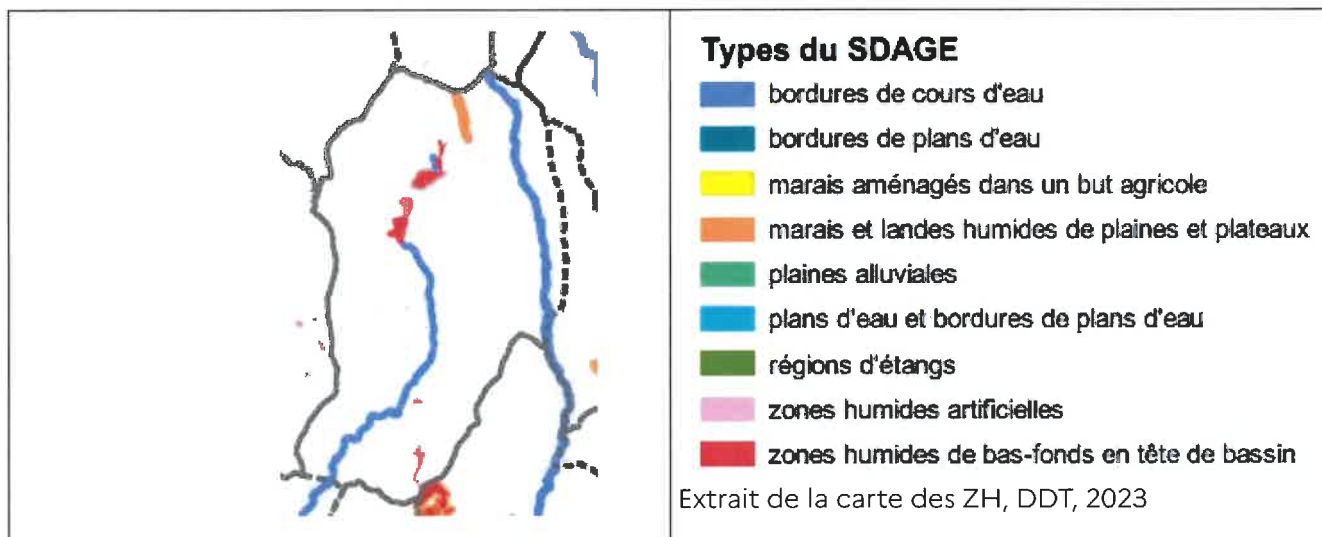 Types du SDAGE
bordures de cours d'eau
bordures de plans d'eau
marais aménagés dans un but agricole
marais et landes humides de plaines et plateaux
plaines alluviales
plans d'eau et bordures de plans d'eau
régions d'étangs
zones humides artificielles
zones humides de bas-fonds en tête de bassin
Extrait de la carte des ZH, DDT, 2023